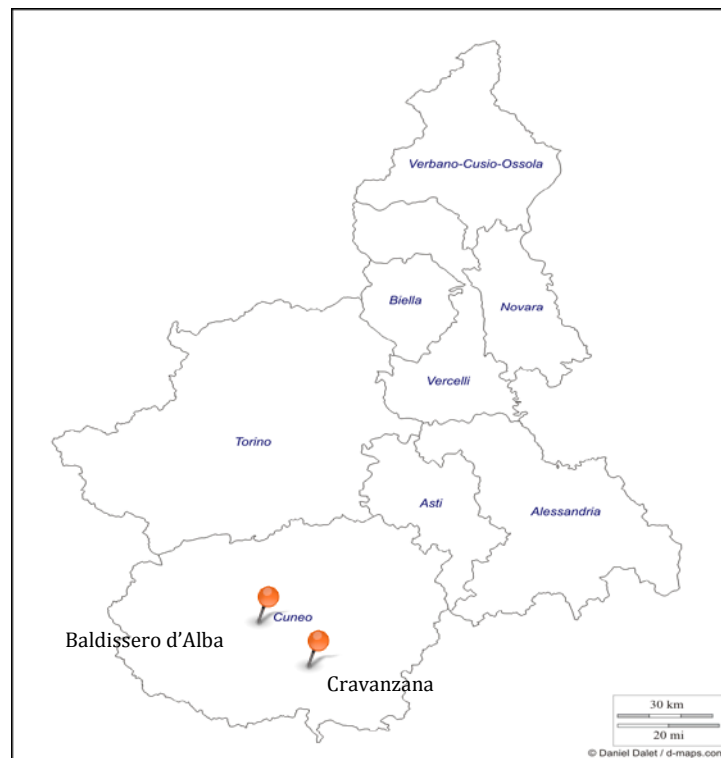 Verbano-Cusio-Ossola
Biella
Novara
Vercelli
Torino
Asti
Alessandria
Cuneo
Baldissero d’Alba
Cravanzana
30 km
20 mi
© Daniel Dalet / d-maps.com